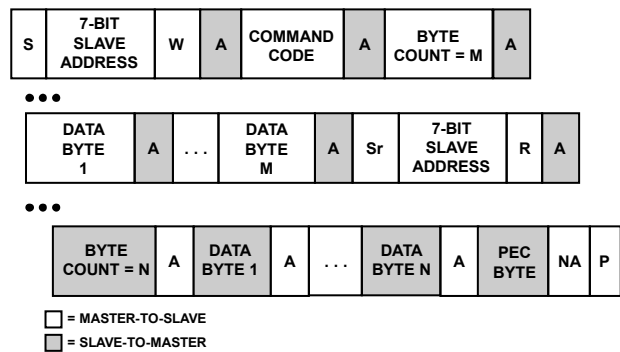 S 7-BIT SLAVE ADDRESS W A COMMAND CODE A BYTE COUNT = M A
•••
DATA BYTE 1 A . . . DATA BYTE M A Sr 7-BIT SLAVE ADDRESS R A
•••
BYTE COUNT = N A DATA BYTE 1 A . . . DATA BYTE N A PEC BYTE NA P
= MASTER-TO-SLAVE
= SLAVE-TO-MASTER